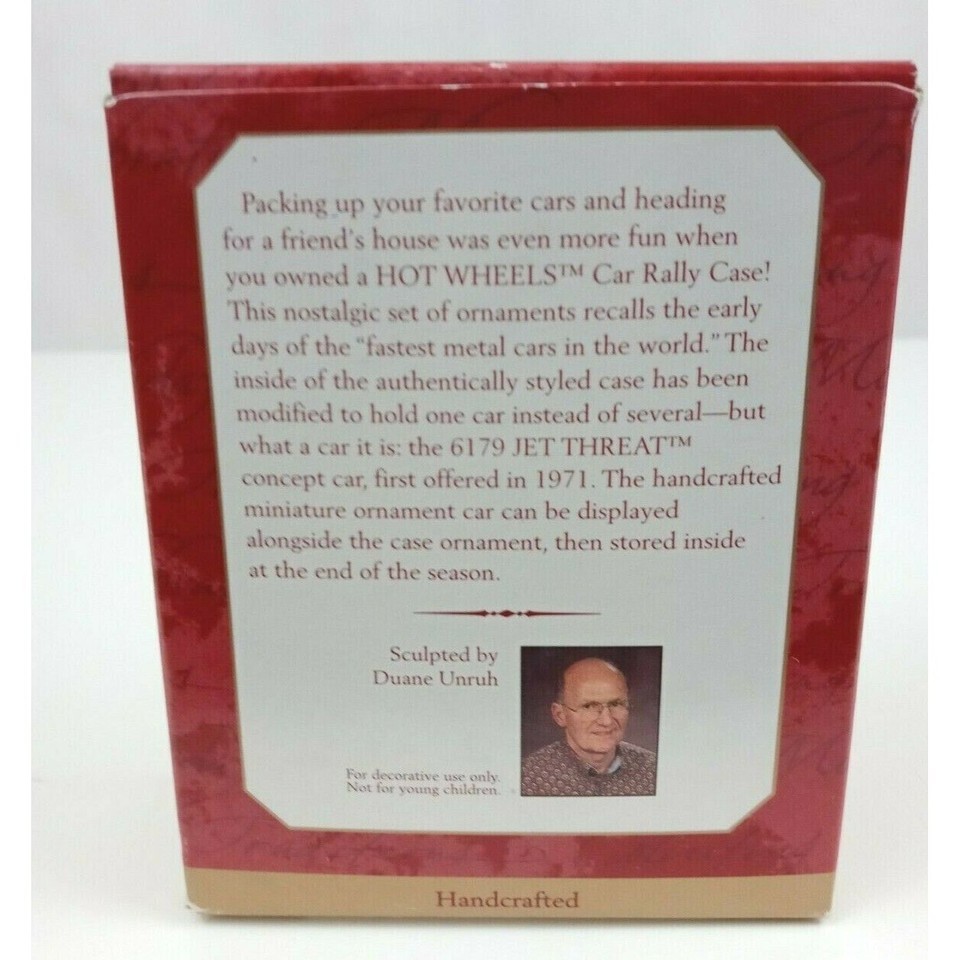 Packing up your favorite cars and heading
for a friend's house was even more fun when
you owned a HOT WHEELS™ Car Rally Case!
This nostalgic set of ornaments recalls the early
days of the "fastest metal cars in the world." The
inside of the authentically styled case has been
modified to hold one car instead of several—but
what a car it is: the 6179 JET THREAT™
concept car, first offered in 1971. The handcrafted
miniature ornament car can be displayed
alongside the case ornament, then stored inside
at the end of the season.
Sculpted by
Duane Unruh
For decorative use only.
Not for young children.
Handcrafted